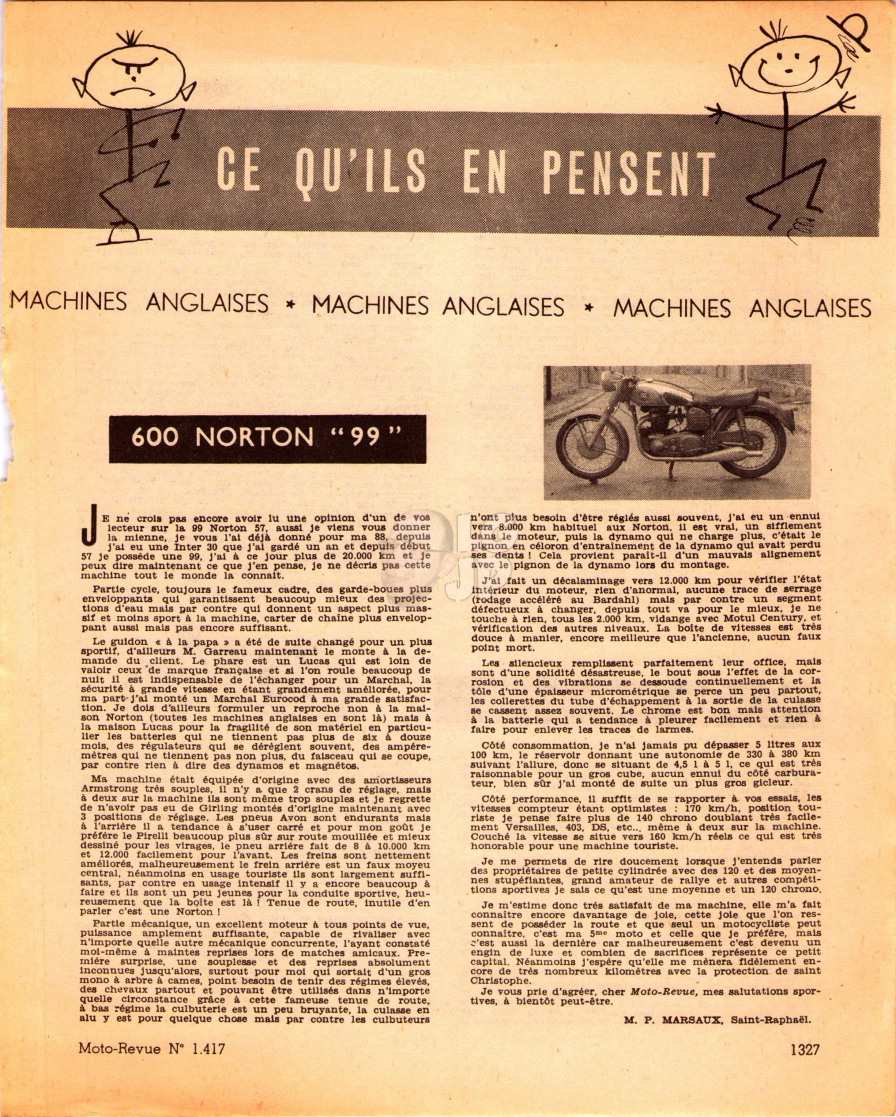 CE QU'ILS EN PENSENT
MACHINES ANGLAISES * MACHINES ANGLAISES * MACHINES ANGLAISES
600 NORTON "99"
JE ne crois pas encore avoir lu une opinion d'un de vos
lecteur sur la 99 Norton 57, aussi je viens vous donner
la mienne, je vous l'ai déjà donné pour ma 88, depuis
j'ai eu une Inter 30 que j'ai gardé un an et depuis début
57 je possède une 99, j'ai à ce jour plus de 20.000 km et je
peux dire maintenant ce que j'en pense, je ne décris pas cette
machine tout le monde la connait.
Partie cycle, toujours le fameux cadre, des garde-boues plus
enveloppants qui garantissent beaucoup mieux des projec-
tions d'eau mais par contre qui donnent un aspect plus mas-
sif et moins sport à la machine, carter de chaîne plus envelop-
pant aussi mais pas encore suffisant.
Le guidon « à la papa » a été de suite changé pour un plus
sportif, d'ailleurs M. Garreau maintenant le monte à la de-
mande du client. Le phare est un Lucas qui est loin de
valoir ceux de marque française et si l'on roule beaucoup de
nuit il est indispensable de l'échanger pour un Marchal, la
sécurité à grande vitesse en étant grandement améliorée, pour
ma part j'ai monté un Marchal Eurocod à ma grande satisfac-
tion. Je dois d'ailleurs formuler un reproche non à la mai-
son Norton (toutes les machines anglaises en sont là) mais à
la maison Lucas pour la fragilité de son matériel en particu-
lier les batteries qui ne tiennent pas plus de six à douze
mois, des régulateurs qui se dérèglent souvent, des ampére-
mètres qui ne tiennent pas non plus, du faisceau qui se coupe,
par contre rien à dire des dynamos et magnétos.
Ma machine était équipée d'origine avec des amortisseurs
Armstrong très souples, il n'y a que 2 crans de réglage, mais
à deux sur la machine ils sont même trop souples et je regrette
de n'avoir pas eu de Girling montés d'origine maintenant avec
3 positions de réglage. Les pneus Avon sont endurants mais
à l'arrière il a tendance à s'user carré et pour mon goût je
préfère le Pirelli beaucoup plus sûr sur route mouillée et mieux
dessiné pour les virages, le pneu arrière fait de 8 à 10.000 km
et 12.000 facilement pour l'avant. Les freins sont nettement
améliorés, malheureusement le frein arrière est un faux moyeu
central, néanmoins en usage touriste ils sont largement suffi-
sants, par contre en usage intensif il y a encore beaucoup à
faire et ils sont un peu jeunes pour la conduite sportive, heu-
reusement que la boîte est là ! Tenue de route, inutile d'en
parler c'est une Norton !
Partie mécanique, un excellent moteur à tous points de vue,
puissance amplement suffisante, capable de rivaliser avec
n'importe quelle autre mécanique concurrente, l'ayant constaté
moi-même à maintes reprises lors de matches amicaux. Pre-
mière surprise, une souplesse et des reprises absolument
inconnues jusqu'alors, surtout pour moi qui sortait d'un gros
mono à arbre à cames, point besoin de tenir des régimes élevés,
des chevaux partout et pouvant être utilisés dans n'importe
quelle circonstance grâce à cette fameuse tenue de route,
à bas régime la culbuterie est un peu bruyante, la culasse en
alu y est pour quelque chose mais par contre les culbuteurs
n'ont plus besoin d'être réglés aussi souvent, j'ai eu un ennui
vers 8.000 km habituel aux Norton, il est vrai, un sifflement
dans le moteur, puis la dynamo qui ne charge plus, c'était le
pignon en céloron d'entraînement de la dynamo qui avait perdu
ses dents ! Cela provient paraît-il d'un mauvais alignement
avec le pignon de la dynamo lors du montage.
J'ai fait un décalaminage vers 12.000 km pour vérifier l'état
intérieur du moteur, rien d'anormal, aucune trace de serrage
(rodage accéléré au Bardahl) mais par contre un segment
défectueux à changer, depuis tout va pour le mieux, je ne
touche à rien, tous les 2.000 km, vidange avec Motul Century, et
vérification des autres niveaux. La boîte de vitesses est très
douce à manier, encore meilleure que l'ancienne, aucun faux
point mort.
Les silencieux remplissent parfaitement leur office, mais
sont d'une solidité désastreuse, le bout sous l'effet de la cor-
rosion et des vibrations se dessoude continuellement et la
tôle d'une épaisseur micrométrique se perce un peu partout,
les collerettes du tube d'échappement à la sortie de la culasse
se cassent assez souvent. Le chrome est bon mais attention
à la batterie qui a tendance à pleurer facilement et rien à
faire pour enlever les traces de larmes.
Côté consommation, je n'ai jamais pu dépasser 5 litres aux
100 km, le réservoir donnant une autonomie de 330 à 380 km
suivant l'allure, donc se situant de 4,5 l à 5 l, ce qui est très
raisonnable pour un gros cube, aucun ennui du côté carbura-
teur, bien sûr j'ai monté de suite un plus gros gicleur.
Côté performance, il suffit de se rapporter à vos essais, les
vitesses compteur étant optimistes : 170 km/h, position tou-
riste je pense faire plus de 140 chrono doublant très facile-
ment Versailles, 403, DS, etc.., même à deux sur la machine.
Couché la vitesse se situe vers 160 km/h réels ce qui est très
honorable pour une machine touriste.
Je me permets de rire doucement lorsque j'entends parler
des propriétaires de petite cylindrée avec des 120 et des moyen-
nes stupéfiantes, grand amateur de rallye et autres compéti-
tions sportives je sais ce qu'est une moyenne et un 120 chrono.
Je m'estime donc très satisfait de ma machine, elle m'a fait
connaître encore davantage de joie, cette joie que l'on res-
sent de posséder la route et que seul un motocycliste peut
connaître, c'est ma 5me moto et celle que je préfère, mais
c'est aussi la dernière car malheureusement c'est devenu un
engin de luxe et combien de sacrifices représente ce petit
capital. Néanmoins j'espère qu'elle me mènera fidèlement en-
core de très nombreux kilomètres avec la protection de saint
Christophe.
Je vous prie d'agréer, cher Moto-Revue, mes salutations spor-
tives, à bientôt peut-être.
M. P. MARSAUX, Saint-Raphaël.
Moto-Revue N° 1.417
1327